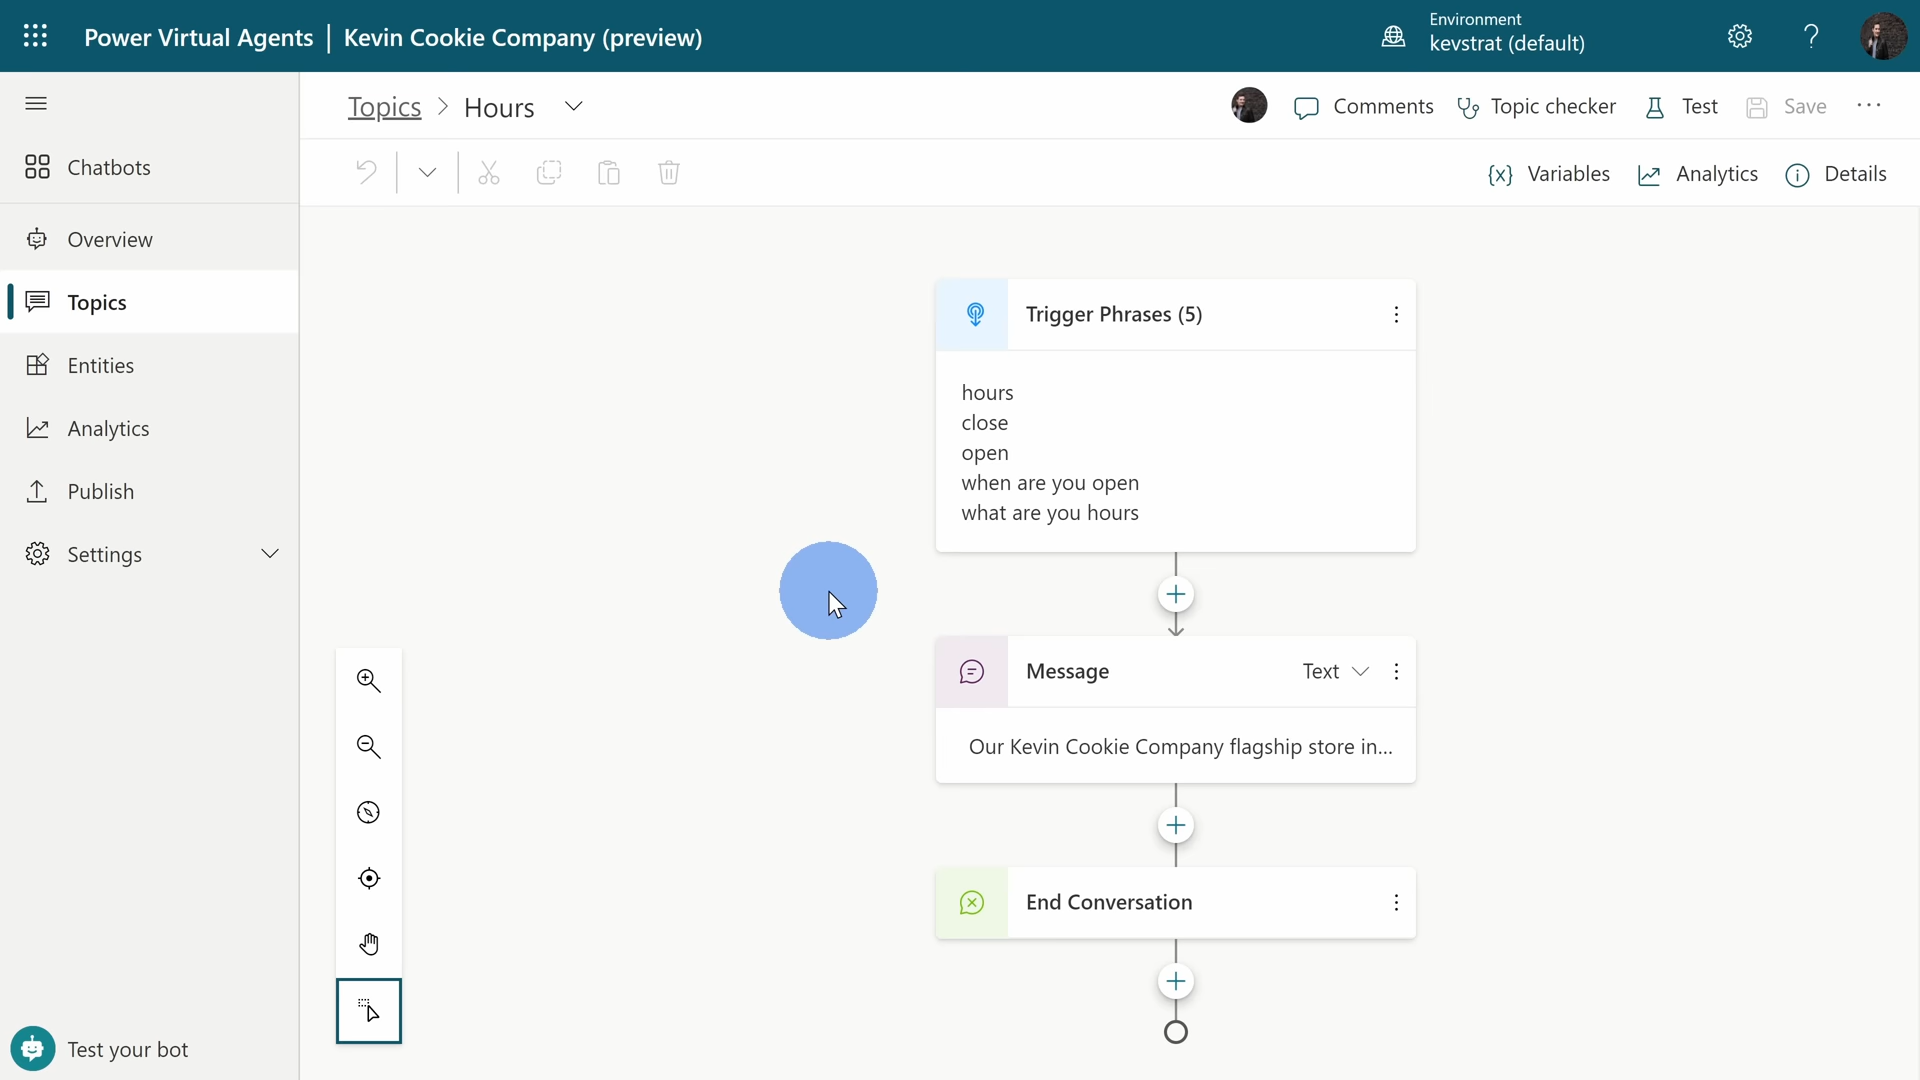 Power Virtual Agents | Kevin Cookie Company (preview)
Environment
kevstrat (default)
?
Topics > Hours
Comments
Topic checker
Test
Save
Chatbots
Variables
Analytics
Details
Overview
Topics
Entities
Analytics
Publish
Settings
Trigger Phrases (5)
hours
close
open
when are you open
what are you hours
Message
Text
Our Kevin Cookie Company flagship store in...
End Conversation
Test your bot